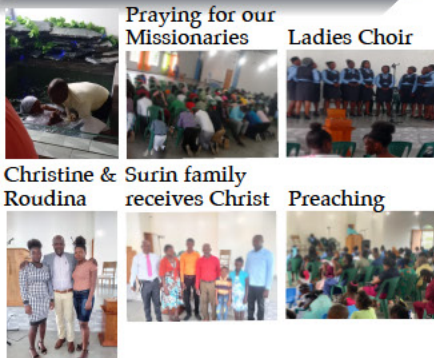 Praying for our
Missionaries
Ladies Choir
Christine &
Roudina
Surin family
receives Christ
Preaching